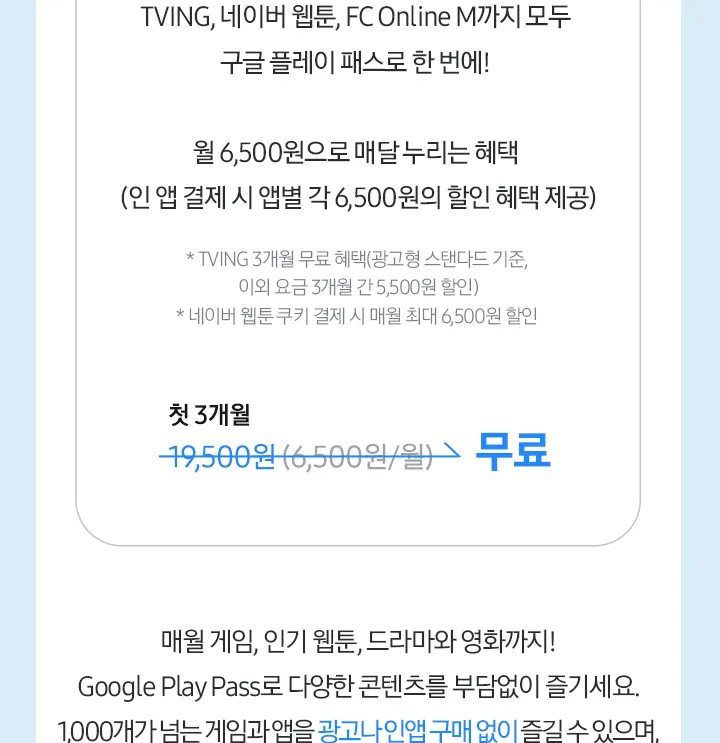 TVING, 네이버 웹툰, FC Online M까지 모두
구글 플레이 패스로 한 번에!
월 6,500원으로 매달 누리는 혜택
(인 앱 결제 시 앱별 각 6,500원의 할인 혜택 제공)
* TVING 3개월 무료 혜택(광고형 스탠다드 기준,
이외 요금 3개월 간 5,500원 할인)
* 네이버 웹툰 쿠키 결제 시 매월 최대 6,500원 할인
첫 3개월
19,500원 (6,500원/월) 무료
매월 게임, 인기 웹툰, 드라마와 영화까지!
Google Play Pass로 다양한 콘텐츠를 부담없이 즐기세요.
1,000개가 넘는 게임과 앱을 광고나 인앱 구매 없이 즐길 수 있으며,